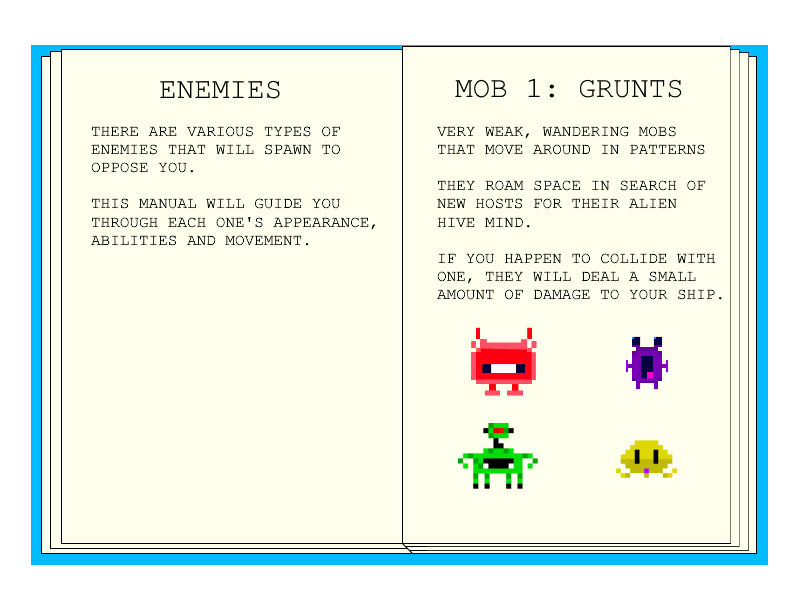 ENEMIES
THERE ARE VARIOUS TYPES OF
ENEMIES THAT WILL SPAWN TO
OPPOSE YOU.
THIS MANUAL WILL GUIDE YOU
THROUGH EACH ONE'S APPEARANCE,
ABILITIES AND MOVEMENT.
MOB 1: GRUNTS
VERY WEAK, WANDERING MOBS
THAT MOVE AROUND IN PATTERNS
THEY ROAM SPACE IN SEARCH OF
NEW HOSTS FOR THEIR ALIEN
HIVE MIND.
IF YOU HAPPEN TO COLLIDE WITH
ONE, THEY WILL DEAL A SMALL
AMOUNT OF DAMAGE TO YOUR SHIP.